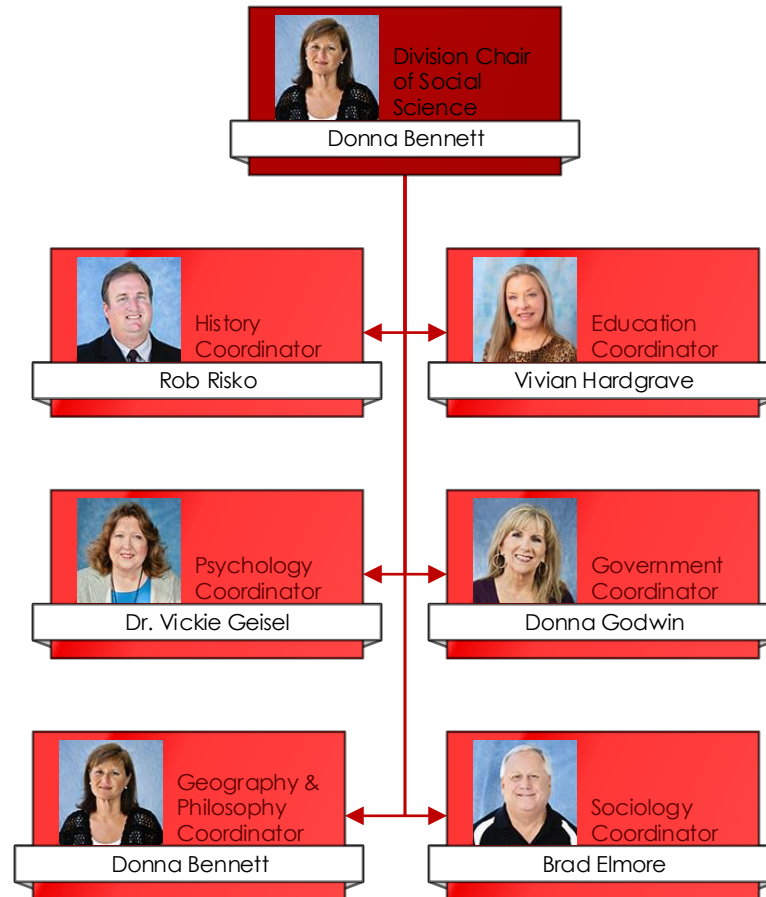 Division Chair
of Social
Science
Donna Bennett
History
Coordinator
Rob Risko
Education
Coordinator
Vivian Hardgrave
Psychology
Coordinator
Dr. Vickie Geisel
Government
Coordinator
Donna Godwin
Geography &
Philosophy
Coordinator
Donna Bennett
Sociology
Coordinator
Brad Elmore